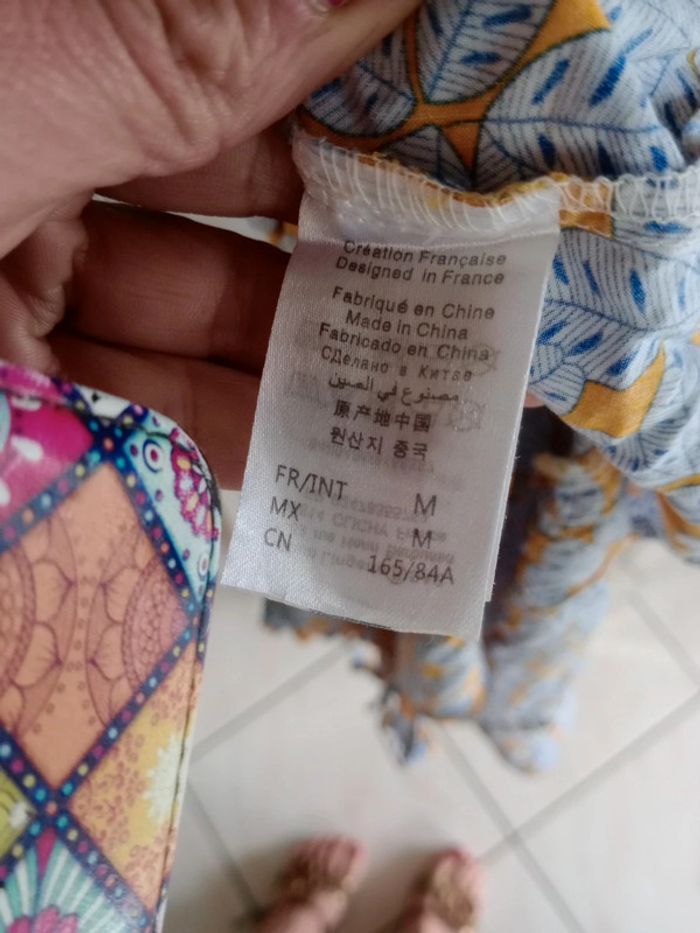 Création Française
Designed in France
Fabriqué en Chine
Made in China
Fabricado en China
Сделано в Китае
مصنوع في الصين
原产地中国
원산지 중국
FR/INT M
MX M
CN 165/84A